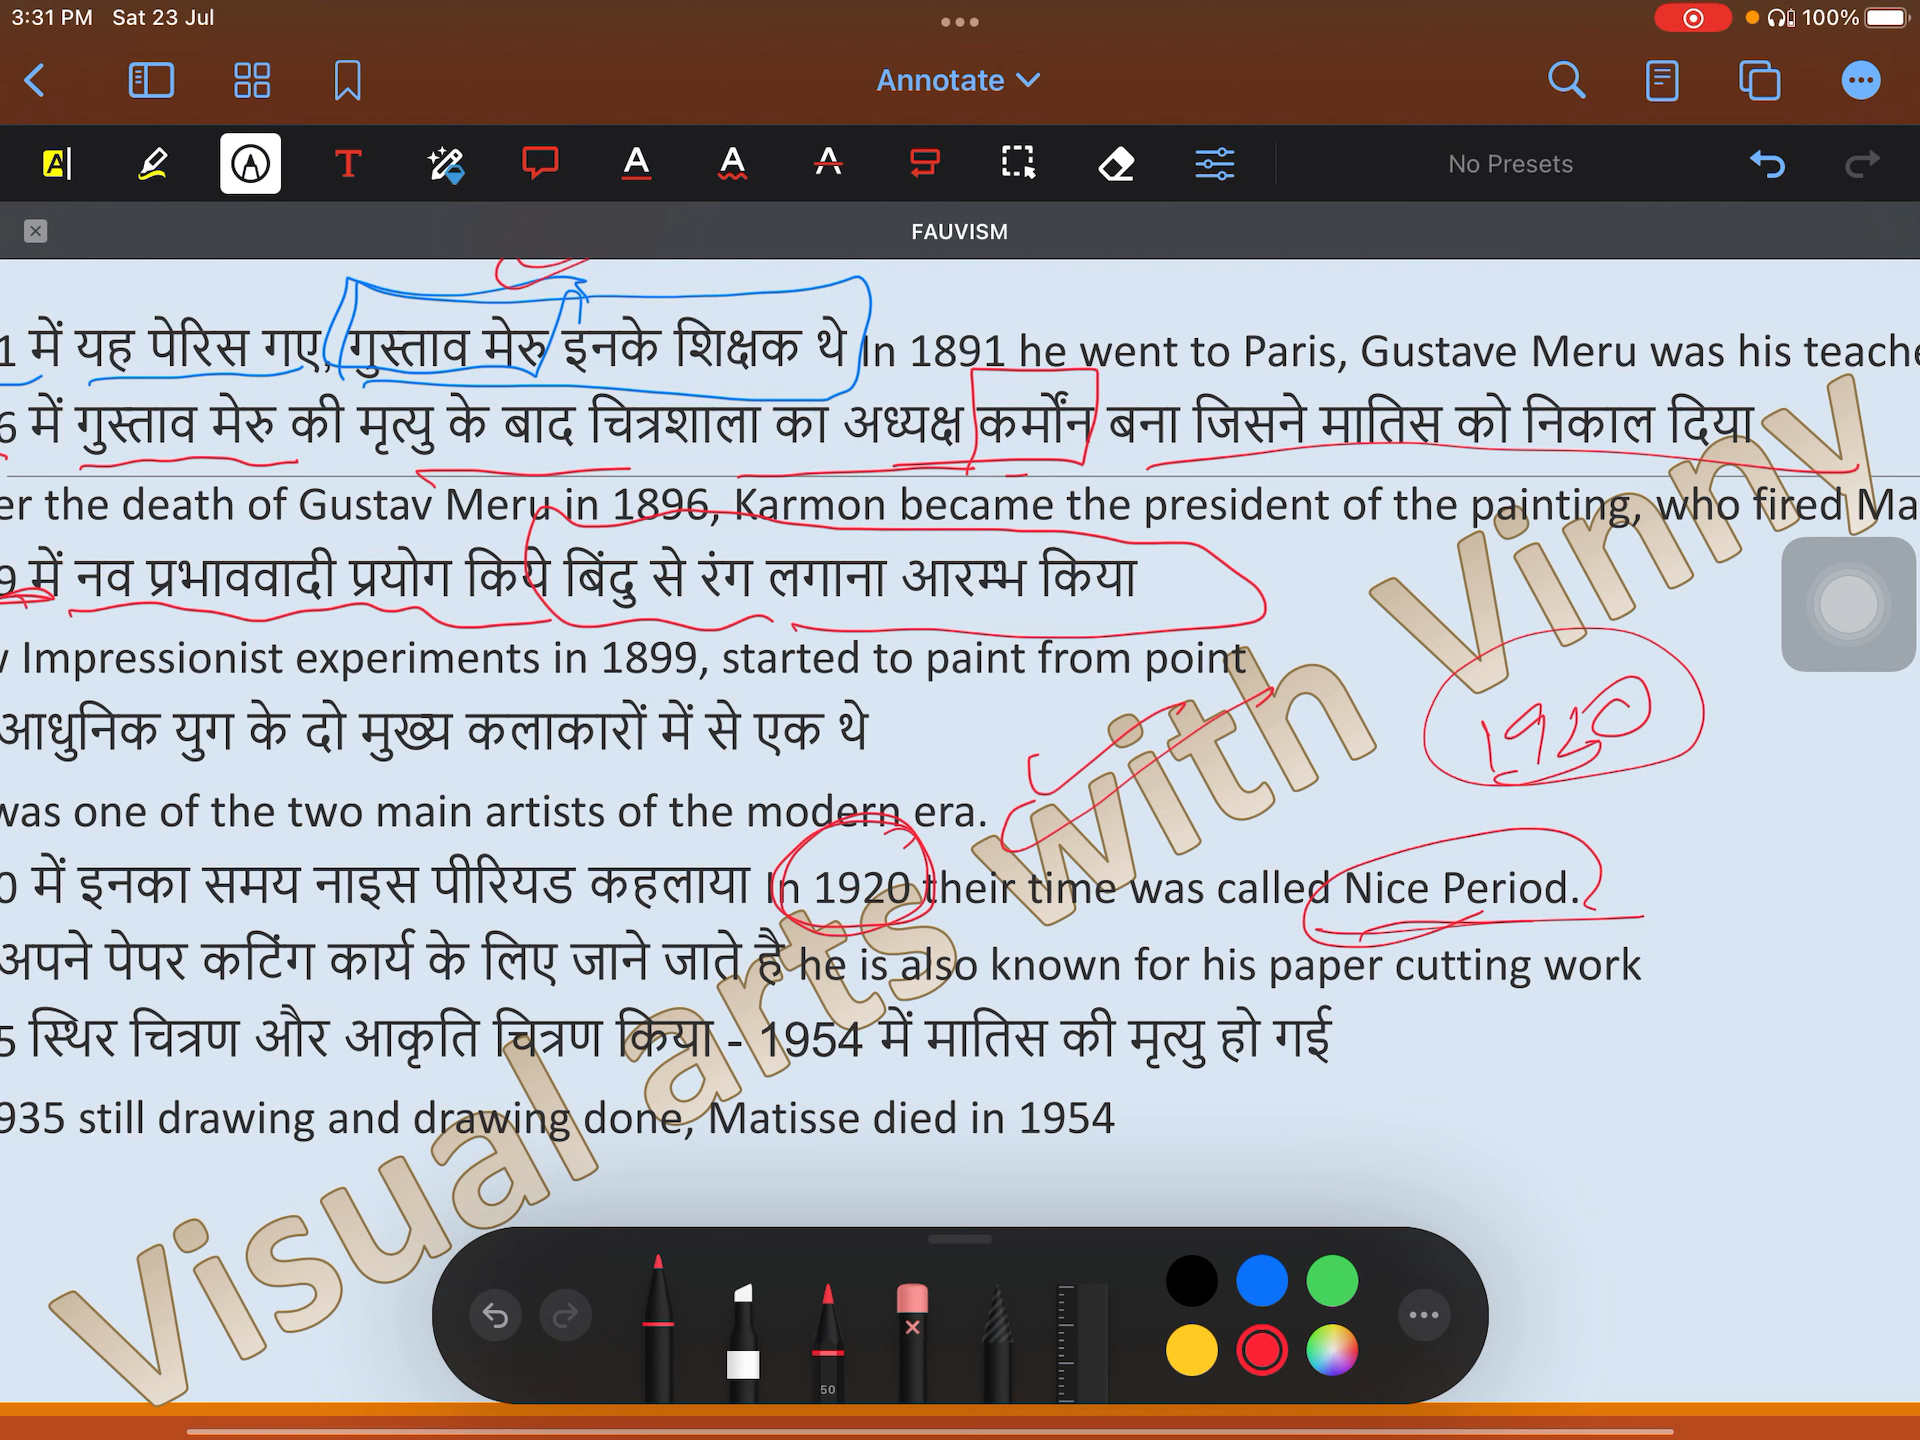 3:31 PM Sat 23 Jul
100%
Annotate
A
T
A
A
A
No Presets
FAUVISM
1 में यह पेरिस गए, गुस्ताव मेरु इनके शिक्षक थे In 1891 he went to Paris, Gustave Meru was his teache
6 में गुस्ताव मेरु की मृत्यु के बाद चित्रशाला का अध्यक्ष कर्मोंन बना जिसने मातिस को निकाल दिया
er the death of Gustav Meru in 1896, Karmon became the president of the painting, who fired Ma
9 में नव प्रभाववादी प्रयोग किये बिंदु से रंग लगाना आरम्भ किया
Impressionist experiments in 1899, started to paint from point
1920
आधुनिक युग के दो मुख्य कलाकारों में से एक थे
was one of the two main artists of the modern era.
0 में इनका समय नाइस पीरियड कहलाया In 1920 their time was called Nice Period.
अपने पेपर कटिंग कार्य के लिए जाने जाते है he is also known for his paper cutting work
5 स्थिर चित्रण और आकृति चित्रण किया - 1954 में मातिस की मृत्यु हो गई
935 still drawing and drawing done, Matisse died in 1954
Visual arts with Vinny
50